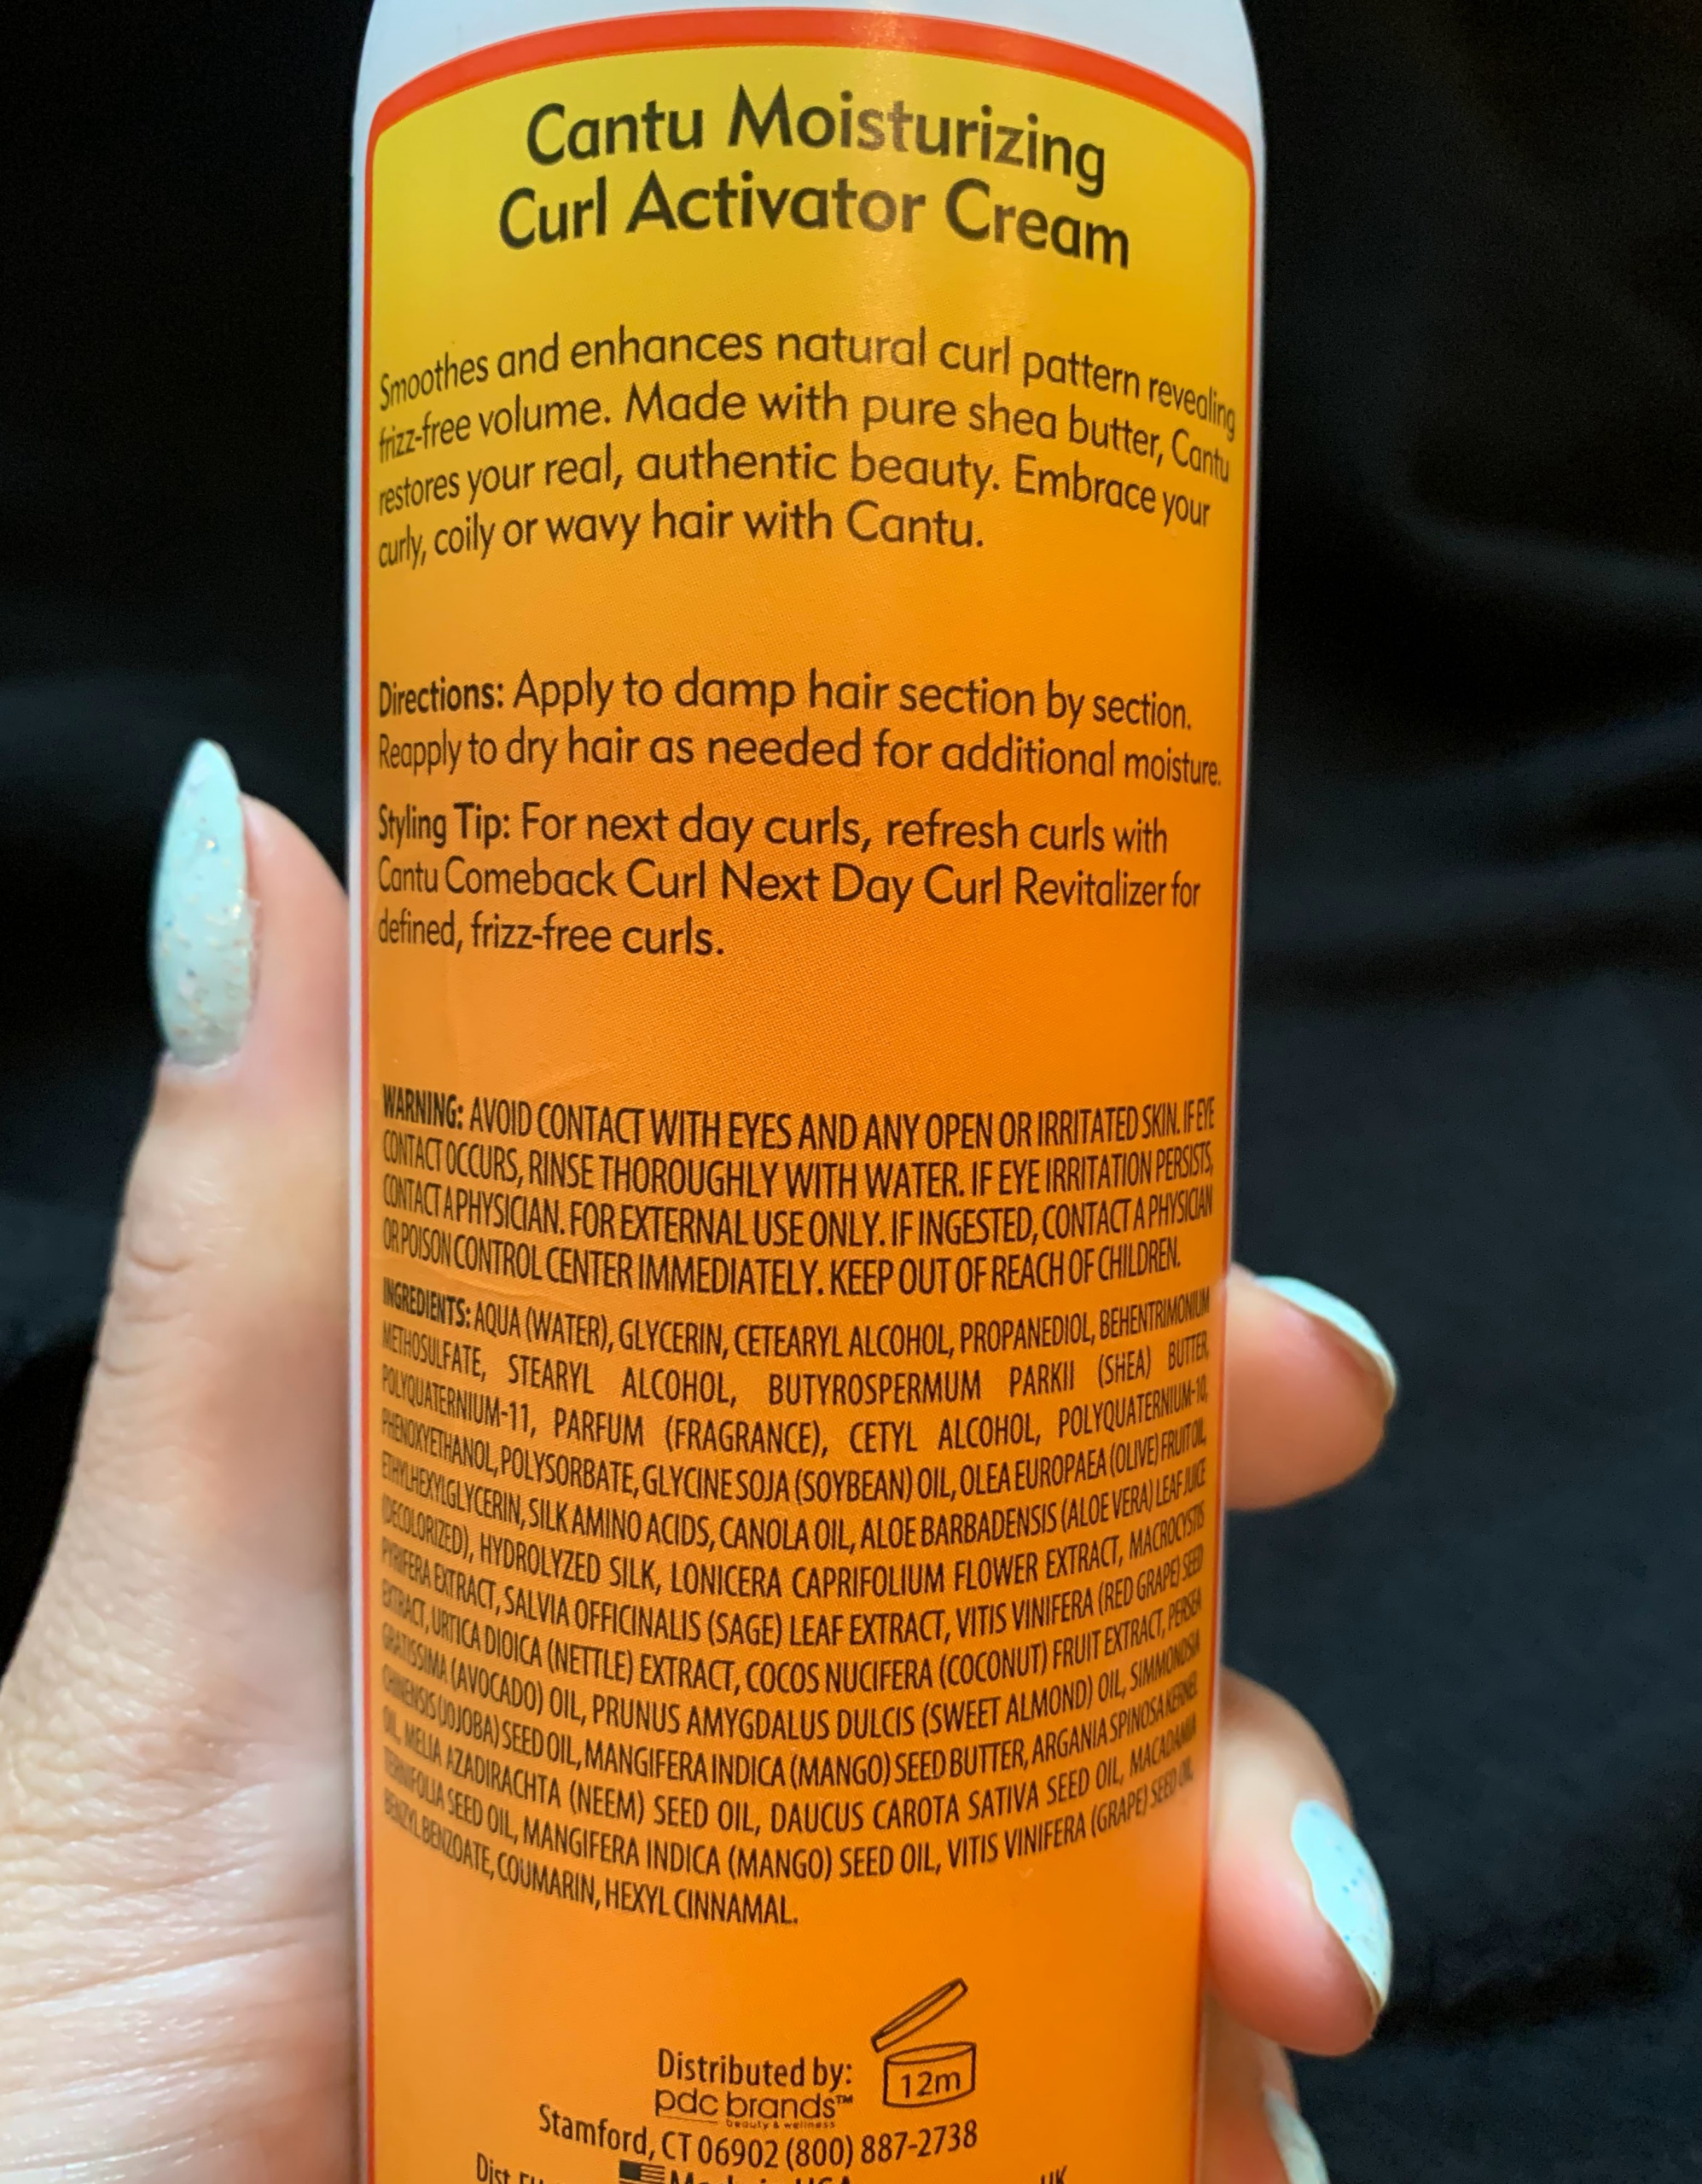 Cantu Moisturizing
Curl Activator Cream
Smoothes and enhances natural curl pattern revealing
frizz-free volume. Made with pure shea butter, Cantu
restores your real, authentic beauty. Embrace your
curly, coily or wavy hair with Cantu.
Directions: Apply to damp hair section by section.
Reapply to dry hair as needed for additional moisture.
Styling Tip: For next day curls, refresh curls with
Cantu Comeback Curl Next Day Curl Revitalizer for
defined, frizz-free curls.
WARNING: AVOID CONTACT WITH EYES AND ANY OPEN OR IRRITATED SKIN. IF EYE
CONTACT OCCURS, RINSE THOROUGHLY WITH WATER. IF EYE IRRITATION PERSISTS,
CONTACT A PHYSICIAN. FOR EXTERNAL USE ONLY. IF INGESTED, CONTACT A PHYSICIAN
OR POISON CONTROL CENTER IMMEDIATELY. KEEP OUT OF REACH OF CHILDREN.
INGREDIENTS: AQUA (WATER), GLYCERIN, CETEARYL ALCOHOL, PROPANEDIOL, BEHENTRIMONIUM
METHOSULFATE, STEARYL ALCOHOL, BUTYROSPERMUM PARKII (SHEA) BUTTER,
POLYQUATERNIUM-11, PARFUM (FRAGRANCE), CETYL ALCOHOL, POLYQUATERNIUM-10,
PHENOXYETHANOL, POLYSORBATE, GLYCINE SOJA (SOYBEAN) OIL, OLEA EUROPAEA (OLIVE) FRUIT OIL,
ETHYLHEXYLGLYCERIN, SILK AMINO ACIDS, CANOLA OIL, ALOE BARBADENSIS (ALOE VERA) LEAF JUICE
(DECOLORIZED), HYDROLYZED SILK, LONICERA CAPRIFOLIUM FLOWER EXTRACT, MACROCYSTIS
PYRIFERA EXTRACT, SALVIA OFFICINALIS (SAGE) LEAF EXTRACT, VITIS VINIFERA (RED GRAPE) SEED
EXTRACT, URTICA DIOICA (NETTLE) EXTRACT, COCOS NUCIFERA (COCONUT) FRUIT EXTRACT, PERSEA
GRATISSIMA (AVOCADO) OIL, PRUNUS AMYGDALUS DULCIS (SWEET ALMOND) OIL, SIMMONDSIA
CHINENSIS (JOJOBA) SEED OIL, MANGIFERA INDICA (MANGO) SEED BUTTER, ARGANIA SPINOSA KERNEL
OIL, MELIA AZADIRACHTA (NEEM) SEED OIL, DAUCUS CAROTA SATIVA SEED OIL, MACADAMIA
TERNIFOLIA SEED OIL, MANGIFERA INDICA (MANGO) SEED OIL, VITIS VINIFERA (GRAPE) SEED OIL,
BENZYL BENZOATE, COUMARIN, HEXYL CINNAMAL.
12m
Distributed by:
pdc brands™
beauty & wellness
Stamford, CT 06902 (800) 887-2738
Made in USA
Dist. UK